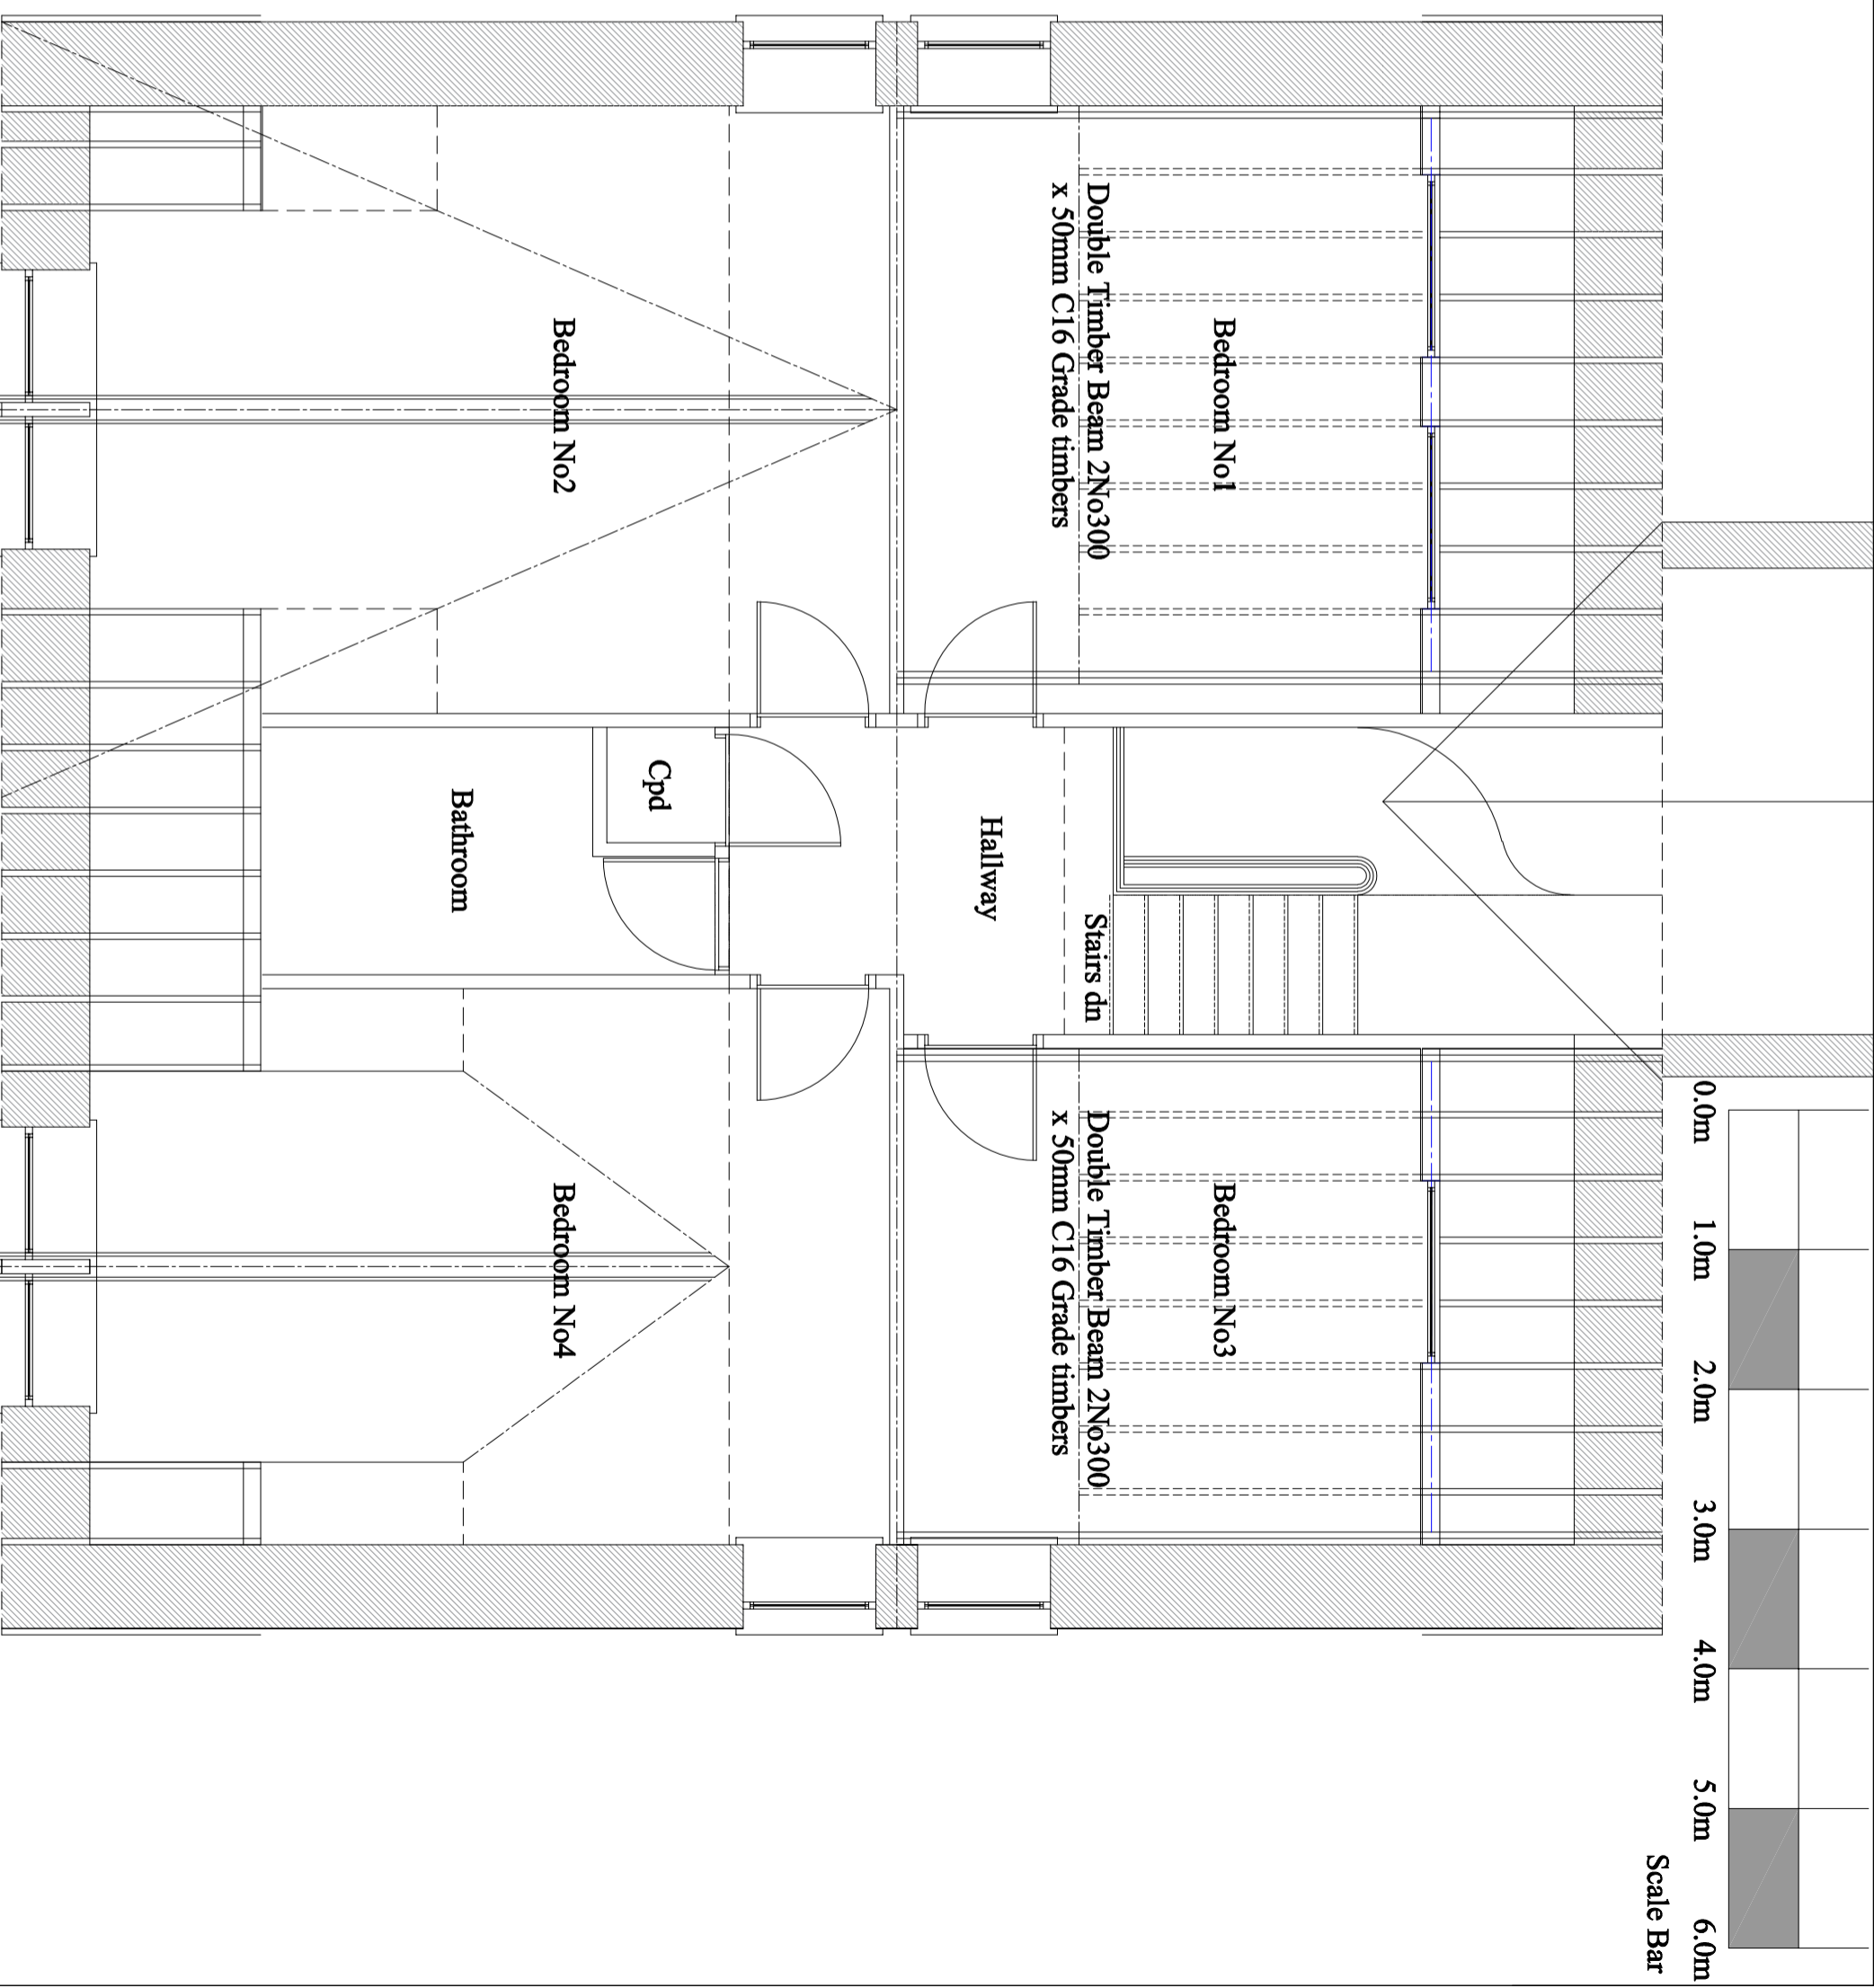 Scale Bar
0.0m 1.0m 2.0m 3.0m 4.0m 5.0m 6.0m
Bedroom No1
Double Timber Beam 2No300
x 50mm C16 Grade timbers
Bedroom No3
Double Timber Beam 2No300
x 50mm C16 Grade timbers
Stairs dn
Hallway
Cpd
Bedroom No2
Bathroom
Bedroom No4